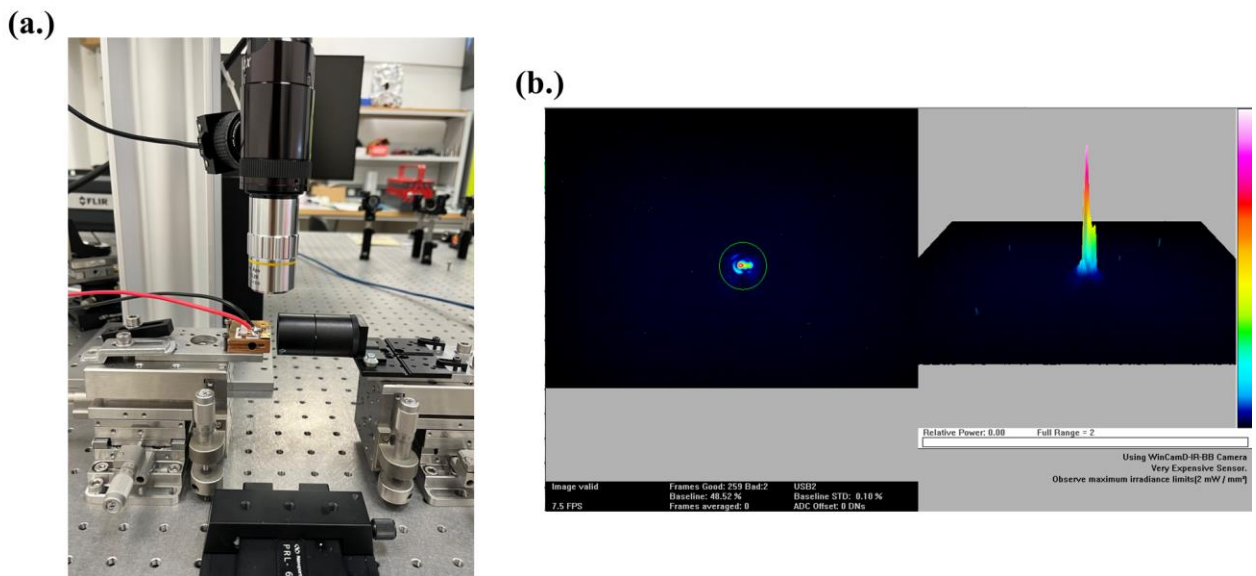 (a.)
(b.)
FLIR
PRL-6
Relative Power: 0.00 Full Range = 2
Using WinCamD-IR-BB Camera
Very Expensive Sensor.
Observe maximum irradiance limits(2 mW / mm²)
Image valid Frames Good: 259 Bad:2 USB2
Baseline: 48.52 % Baseline STD: 0.10 %
7.5 FPS Frames averaged: 0 ADC Offset: 0 DNs